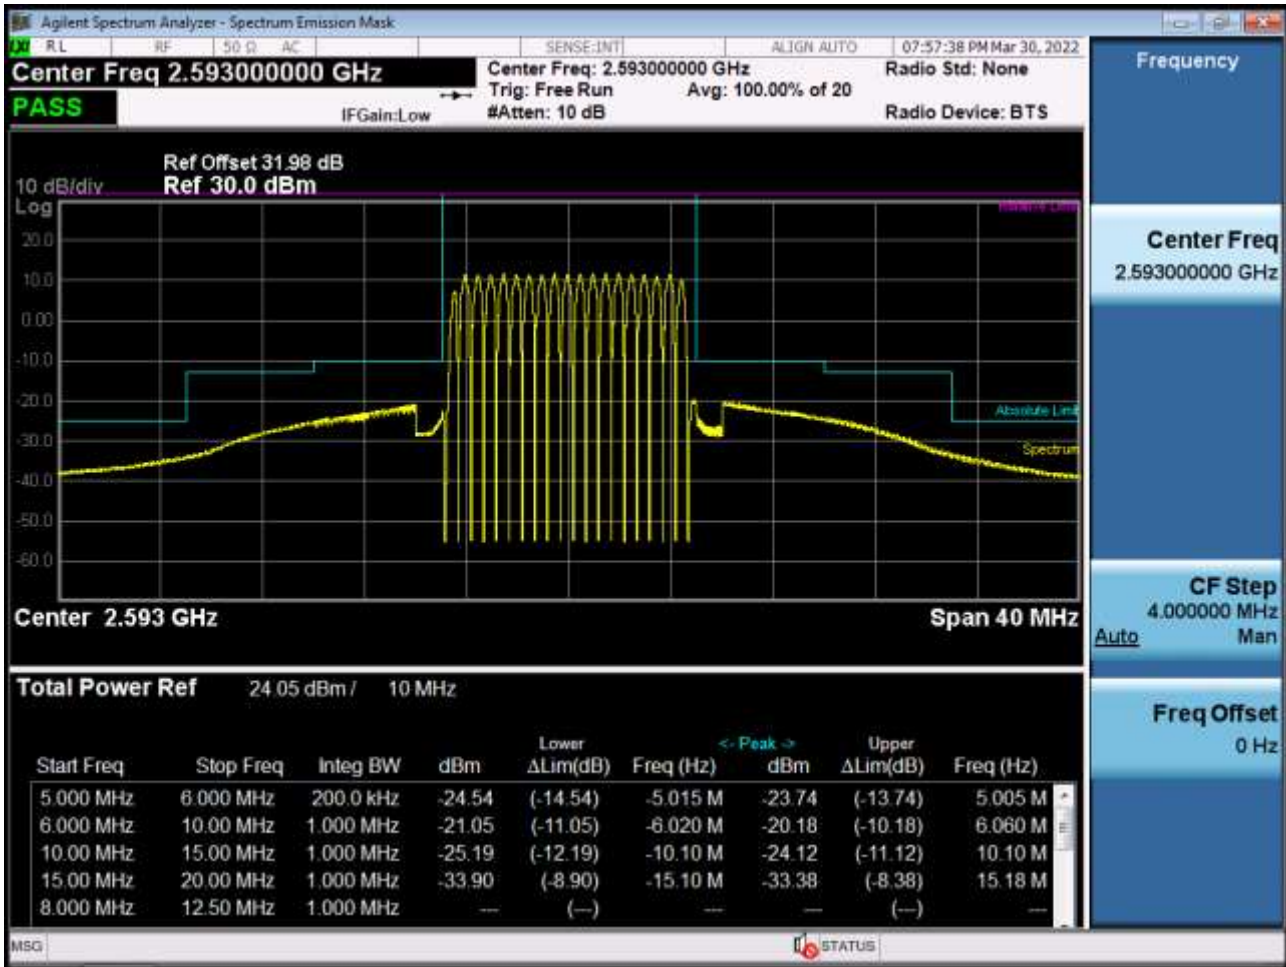 Agilent Spectrum Analyzer - Spectrum Emission Mask
LXI RL RF 50 Ω AC SENSE:INT ALIGN AUTO 07:57:38 PM Mar 30, 2022
Center Freq 2.593000000 GHz
Center Freq: 2.593000000 GHz Radio Std: None
Trig: Free Run Avg: 100.00% of 20
PASS IFGain:Low #Atten: 10 dB Radio Device: BTS
Ref Offset 31.98 dB
10 dB/div Ref 30.0 dBm
Log
20.0
10.0
0.00
-10.0
-20.0
Absolute Limit
-30.0
Spectrum
-40.0
-50.0
-60.0
Center 2.593 GHz Span 40 MHz
Total Power Ref 24.05 dBm / 10 MHz
Lower <- Peak -> Upper
Start Freq Stop Freq Integ BW dBm ΔLim(dB) Freq (Hz) dBm ΔLim(dB) Freq (Hz)
5.000 MHz 6.000 MHz 200.0 kHz -24.54 (-14.54) -5.015 M -23.74 (-13.74) 5.005 M
6.000 MHz 10.00 MHz 1.000 MHz -21.05 (-11.05) -6.020 M -20.18 (-10.18) 6.060 M
10.00 MHz 15.00 MHz 1.000 MHz -25.19 (-12.19) -10.10 M -24.12 (-11.12) 10.10 M
15.00 MHz 20.00 MHz 1.000 MHz -33.90 (-8.90) -15.10 M -33.38 (-8.38) 15.18 M
8.000 MHz 12.50 MHz 1.000 MHz --- (---) --- --- (---) ---
MSG STATUS
Frequency
Center Freq
2.593000000 GHz
CF Step
4.000000 MHz
Auto Man
Freq Offset
0 Hz